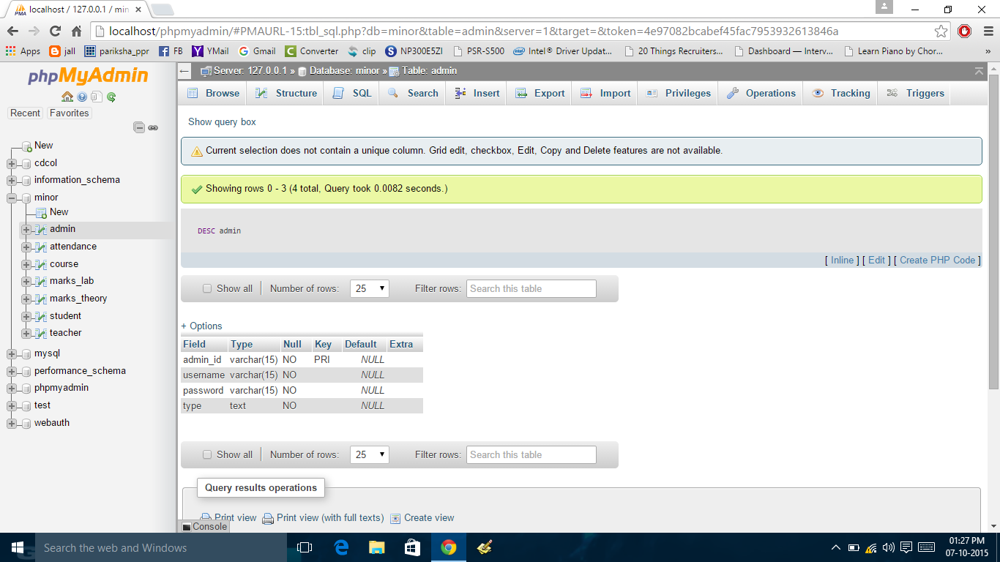 localhost / 127.0.0.1 / min
localhost/phpmyadmin/#PMAURL-15:tbl_sql.php?db=minor&table=admin&server=1&target=&token=4e97082bcabef45fac7953932613846a
Apps jall pariksha_ppr FB YMail Gmail Converter clip NP300E5ZI PSR-S500 Intel® Driver Updat... 20 Things Recruiters... Dashboard — Interv... Learn Piano by Chor... »
phpMyAdmin
Recent Favorites
New
cdcol
information_schema
minor
New
admin
attendance
course
marks_lab
marks_theory
student
teacher
mysql
performance_schema
phpmyadmin
test
webauth
Server: 127.0.0.1 » Database: minor » Table: admin
Browse Structure SQL Search Insert Export Import Privileges Operations Tracking Triggers
Show query box
Current selection does not contain a unique column. Grid edit, checkbox, Edit, Copy and Delete features are not available.
Showing rows 0 - 3 (4 total, Query took 0.0082 seconds.)
DESC admin
[ Inline ] [ Edit ] [ Create PHP Code ]
Show all Number of rows: 25 Filter rows: Search this table
+ Options
Field Type Null Key Default Extra
admin_id varchar(15) NO PRI NULL
username varchar(15) NO NULL
password varchar(15) NO NULL
type text NO NULL
Show all Number of rows: 25 Filter rows: Search this table
Query results operations
Print view Print view (with full texts) Create view
Console
Search the web and Windows
01:27 PM
07-10-2015